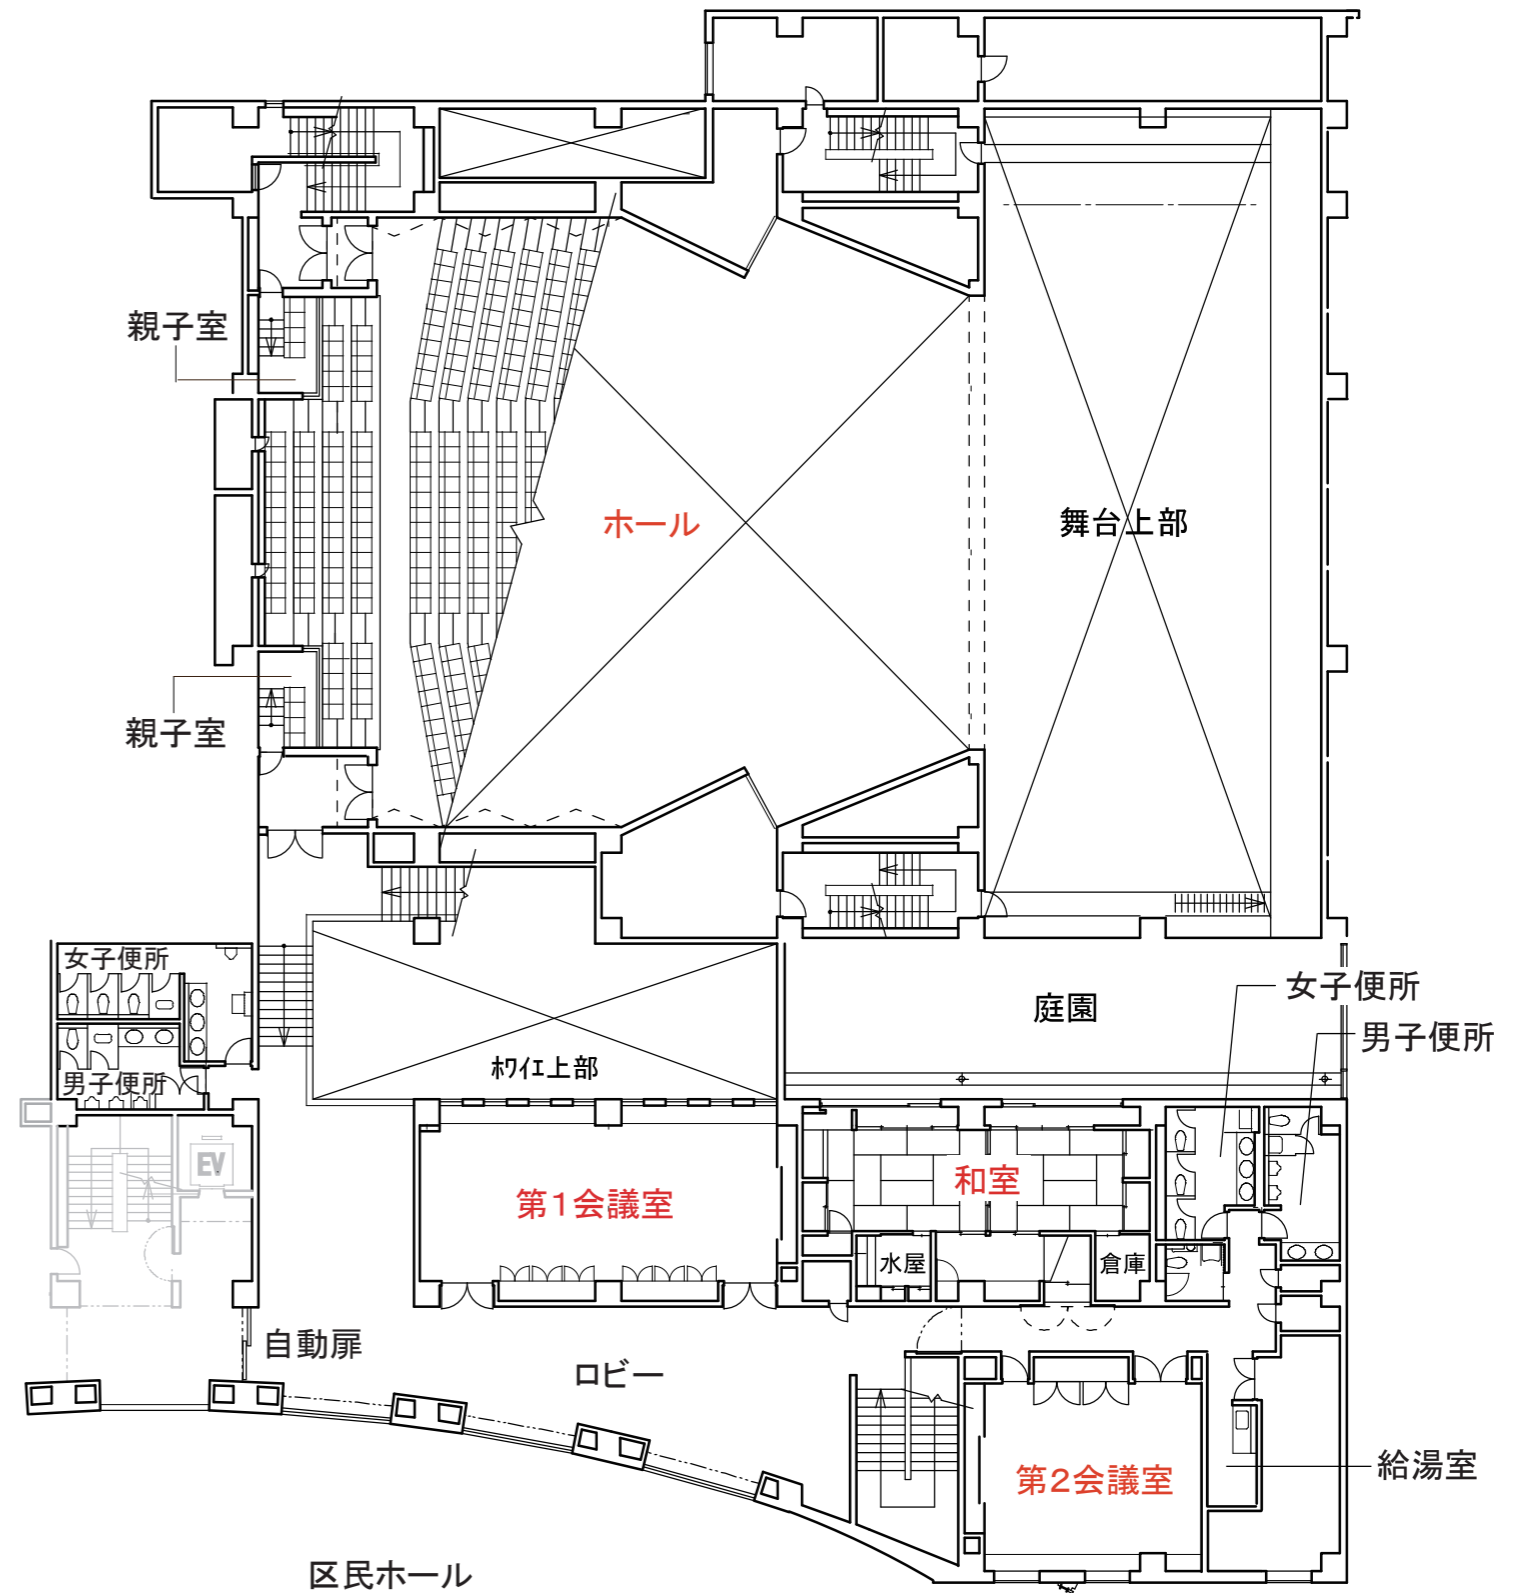 親子室
ホール
舞台上部
親子室
女子便所
女子便所
庭園
男子便所
ホワイエ上部
男子便所
EV
第1会議室
和室
水屋
倉庫
自動扉
ロビー
第2会議室
給湯室
区民ホール